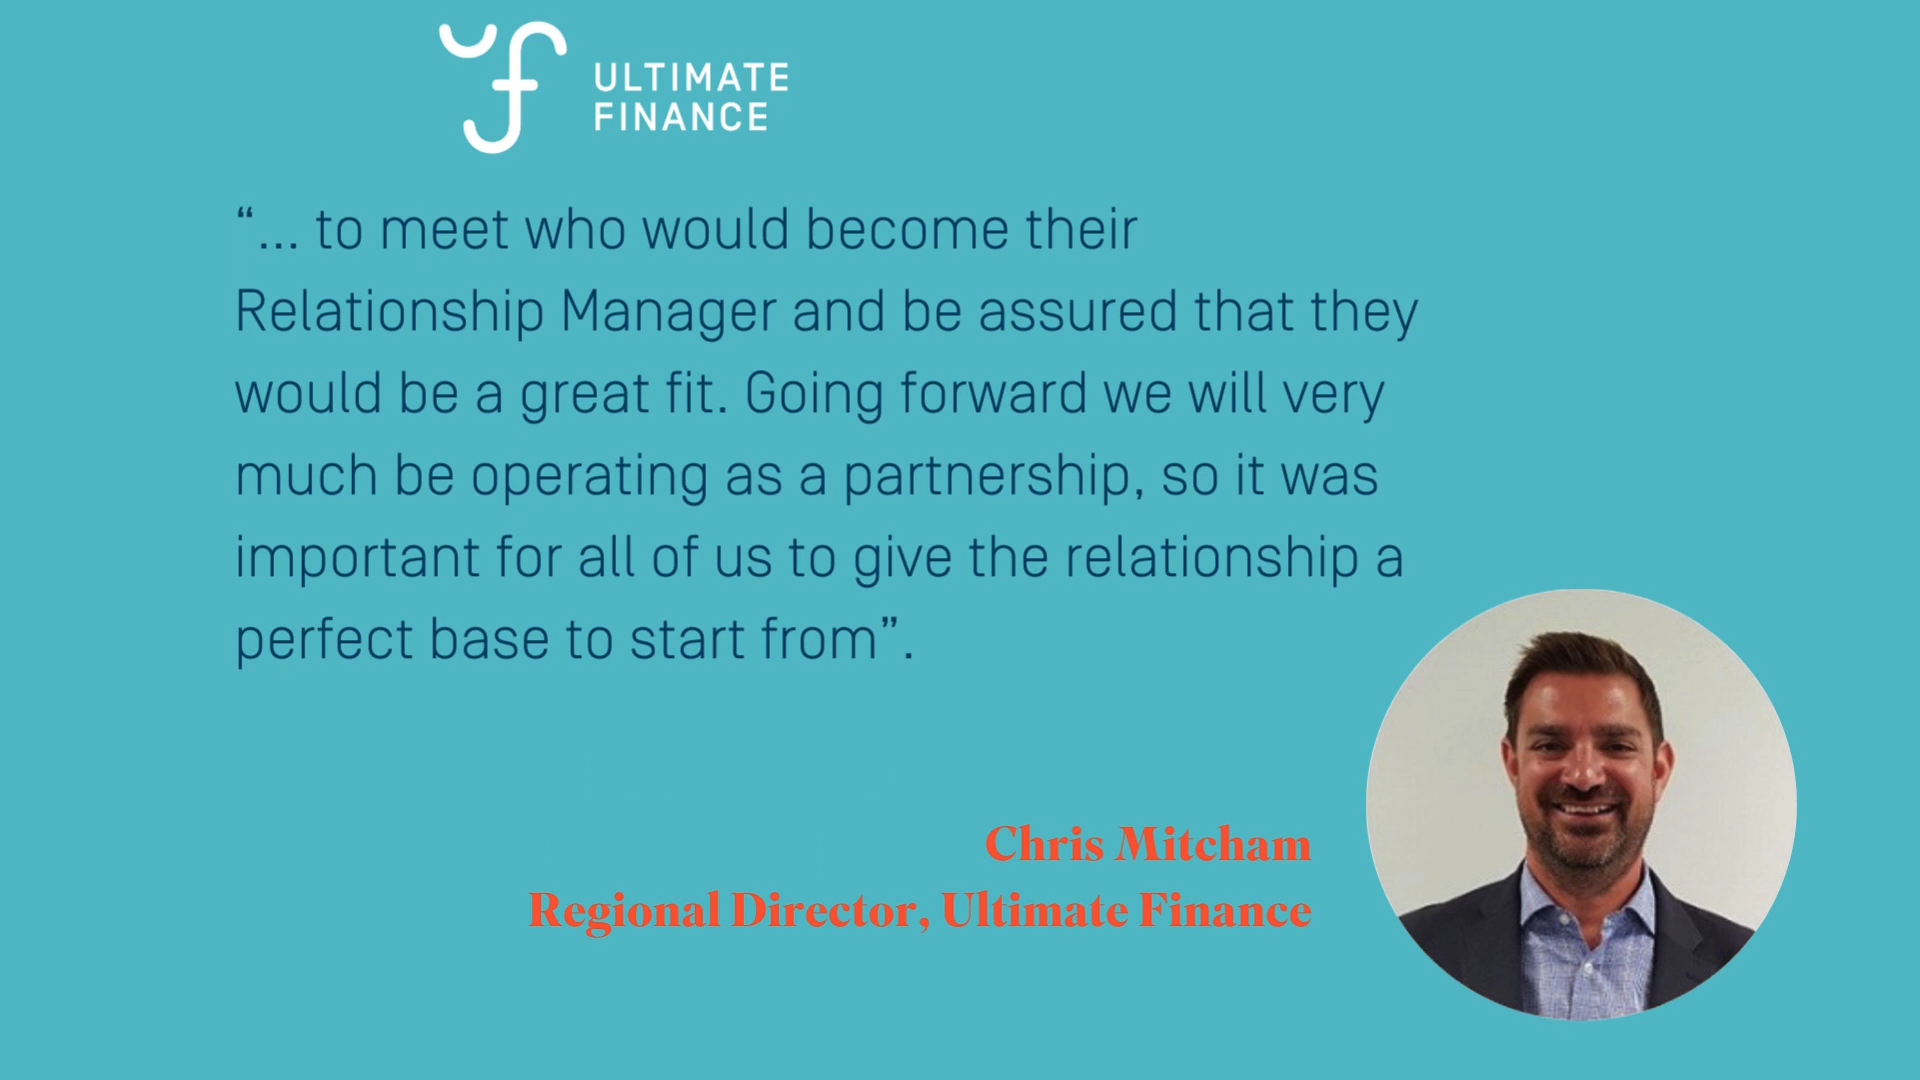 ULTIMATE
FINANCE
“... to meet who would become their
Relationship Manager and be assured that they
would be a great fit. Going forward we will very
much be operating as a partnership, so it was
important for all of us to give the relationship a
perfect base to start from”.
Chris Mitcham
Regional Director, Ultimate Finance